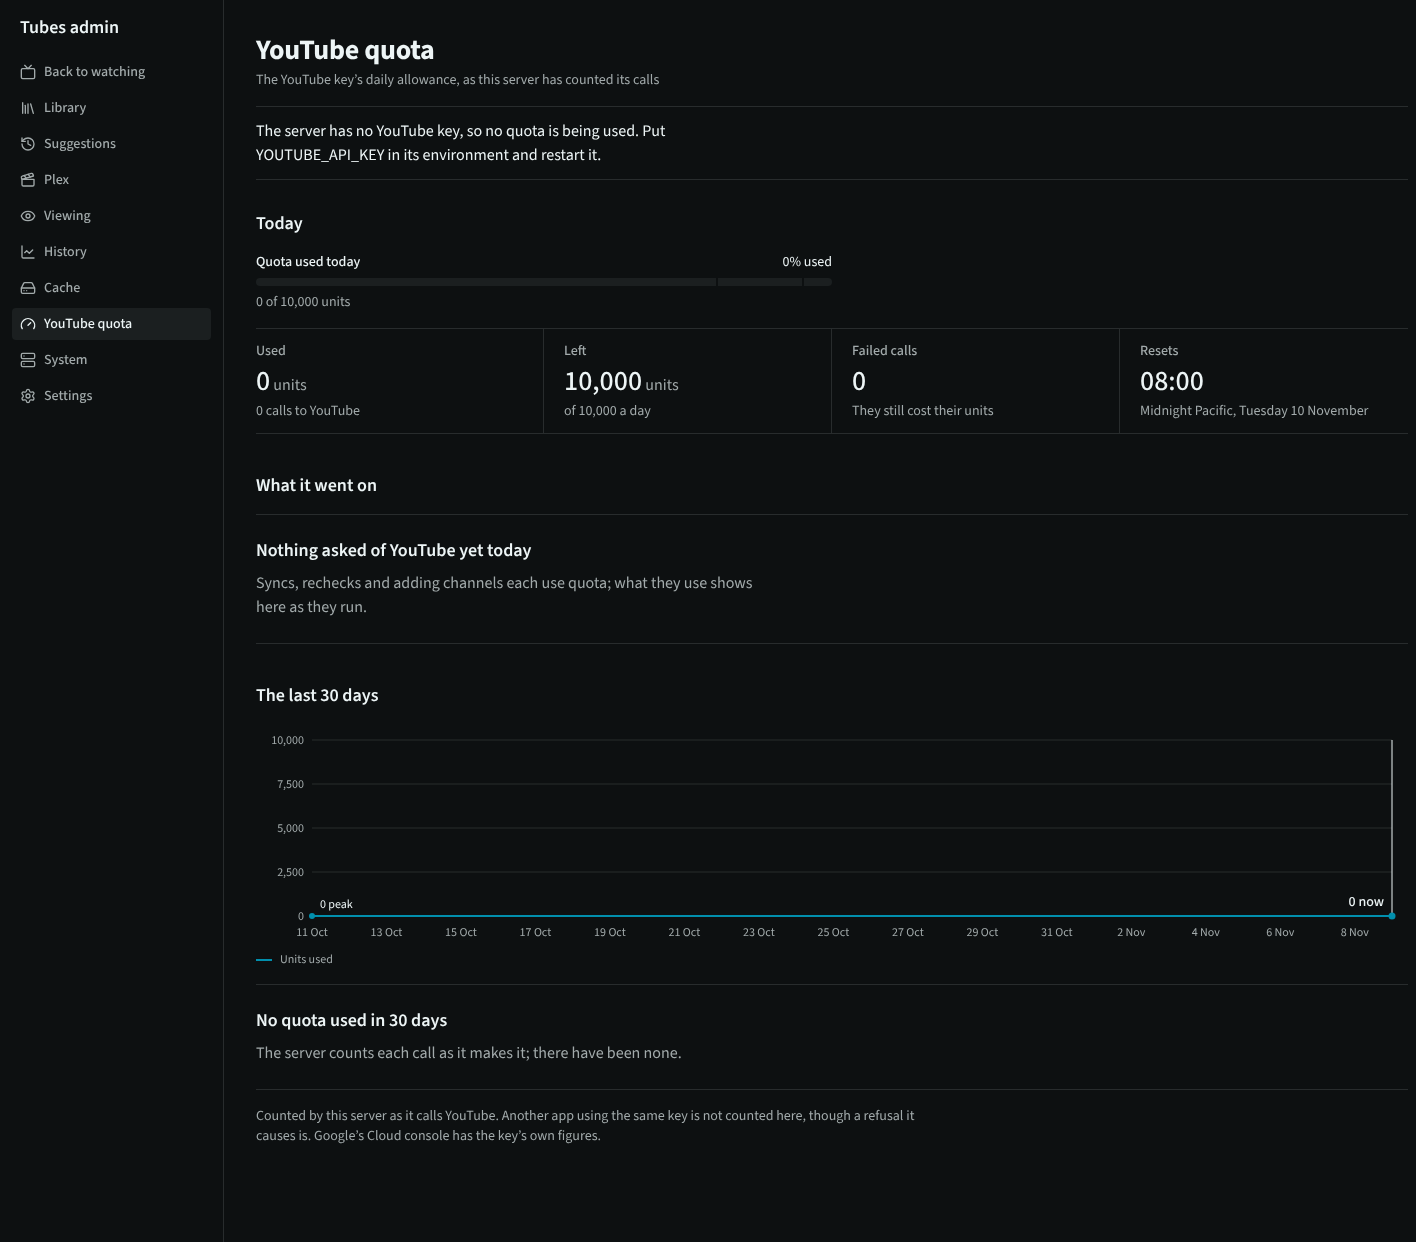 Tubes admin
Back to watching
Library
Suggestions
Plex
Viewing
History
Cache
YouTube quota
System
Settings
YouTube quota
The YouTube key’s daily allowance, as this server has counted its calls
The server has no YouTube key, so no quota is being used. Put
YOUTUBE_API_KEY in its environment and restart it.
Today
Quota used today 0% used
0 of 10,000 units
Used
0 units
0 calls to YouTube
Left
10,000 units
of 10,000 a day
Failed calls
0
They still cost their units
Resets
08:00
Midnight Pacific, Tuesday 10 November
What it went on
Nothing asked of YouTube yet today
Syncs, rechecks and adding channels each use quota; what they use shows
here as they run.
The last 30 days
10,000
7,500
5,000
2,500
0 peak 0 now
0
11 Oct 13 Oct 15 Oct 17 Oct 19 Oct 21 Oct 23 Oct 25 Oct 27 Oct 29 Oct 31 Oct 2 Nov 4 Nov 6 Nov 8 Nov
Units used
No quota used in 30 days
The server counts each call as it makes it; there have been none.
Counted by this server as it calls YouTube. Another app using the same key is not counted here, though a refusal it
causes is. Google’s Cloud console has the key’s own figures.